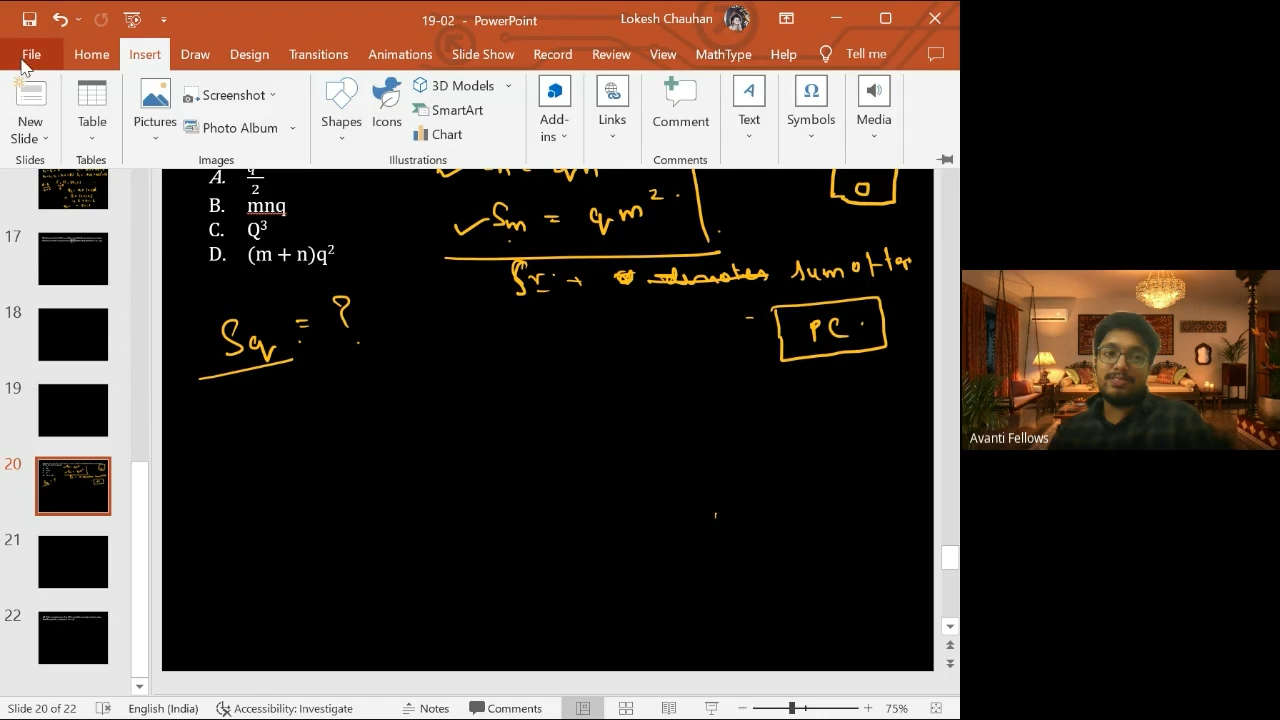 Lokesh Chauhan
19-02 - PowerPoint
File Home Insert Draw Design Transitions Animations Slide Show Record Review View MathType Help Tell me
New Slide
Table
Pictures
Screenshot
Photo Album
Shapes
Icons
3D Models
SmartArt
Chart
Add-ins
Links
Comment
Text
Symbols
Media
Slides Tables Images Illustrations Comments
A. q³/2
B. mnq
C. Q³
D. (m + n)q²
Sm = qm².
Sr → denotes sum of
PC.
Sq = ?
17
18
19
20
21
22
Avanti Fellows
Slide 20 of 22 English (India) Accessibility: Investigate Notes Comments 75%